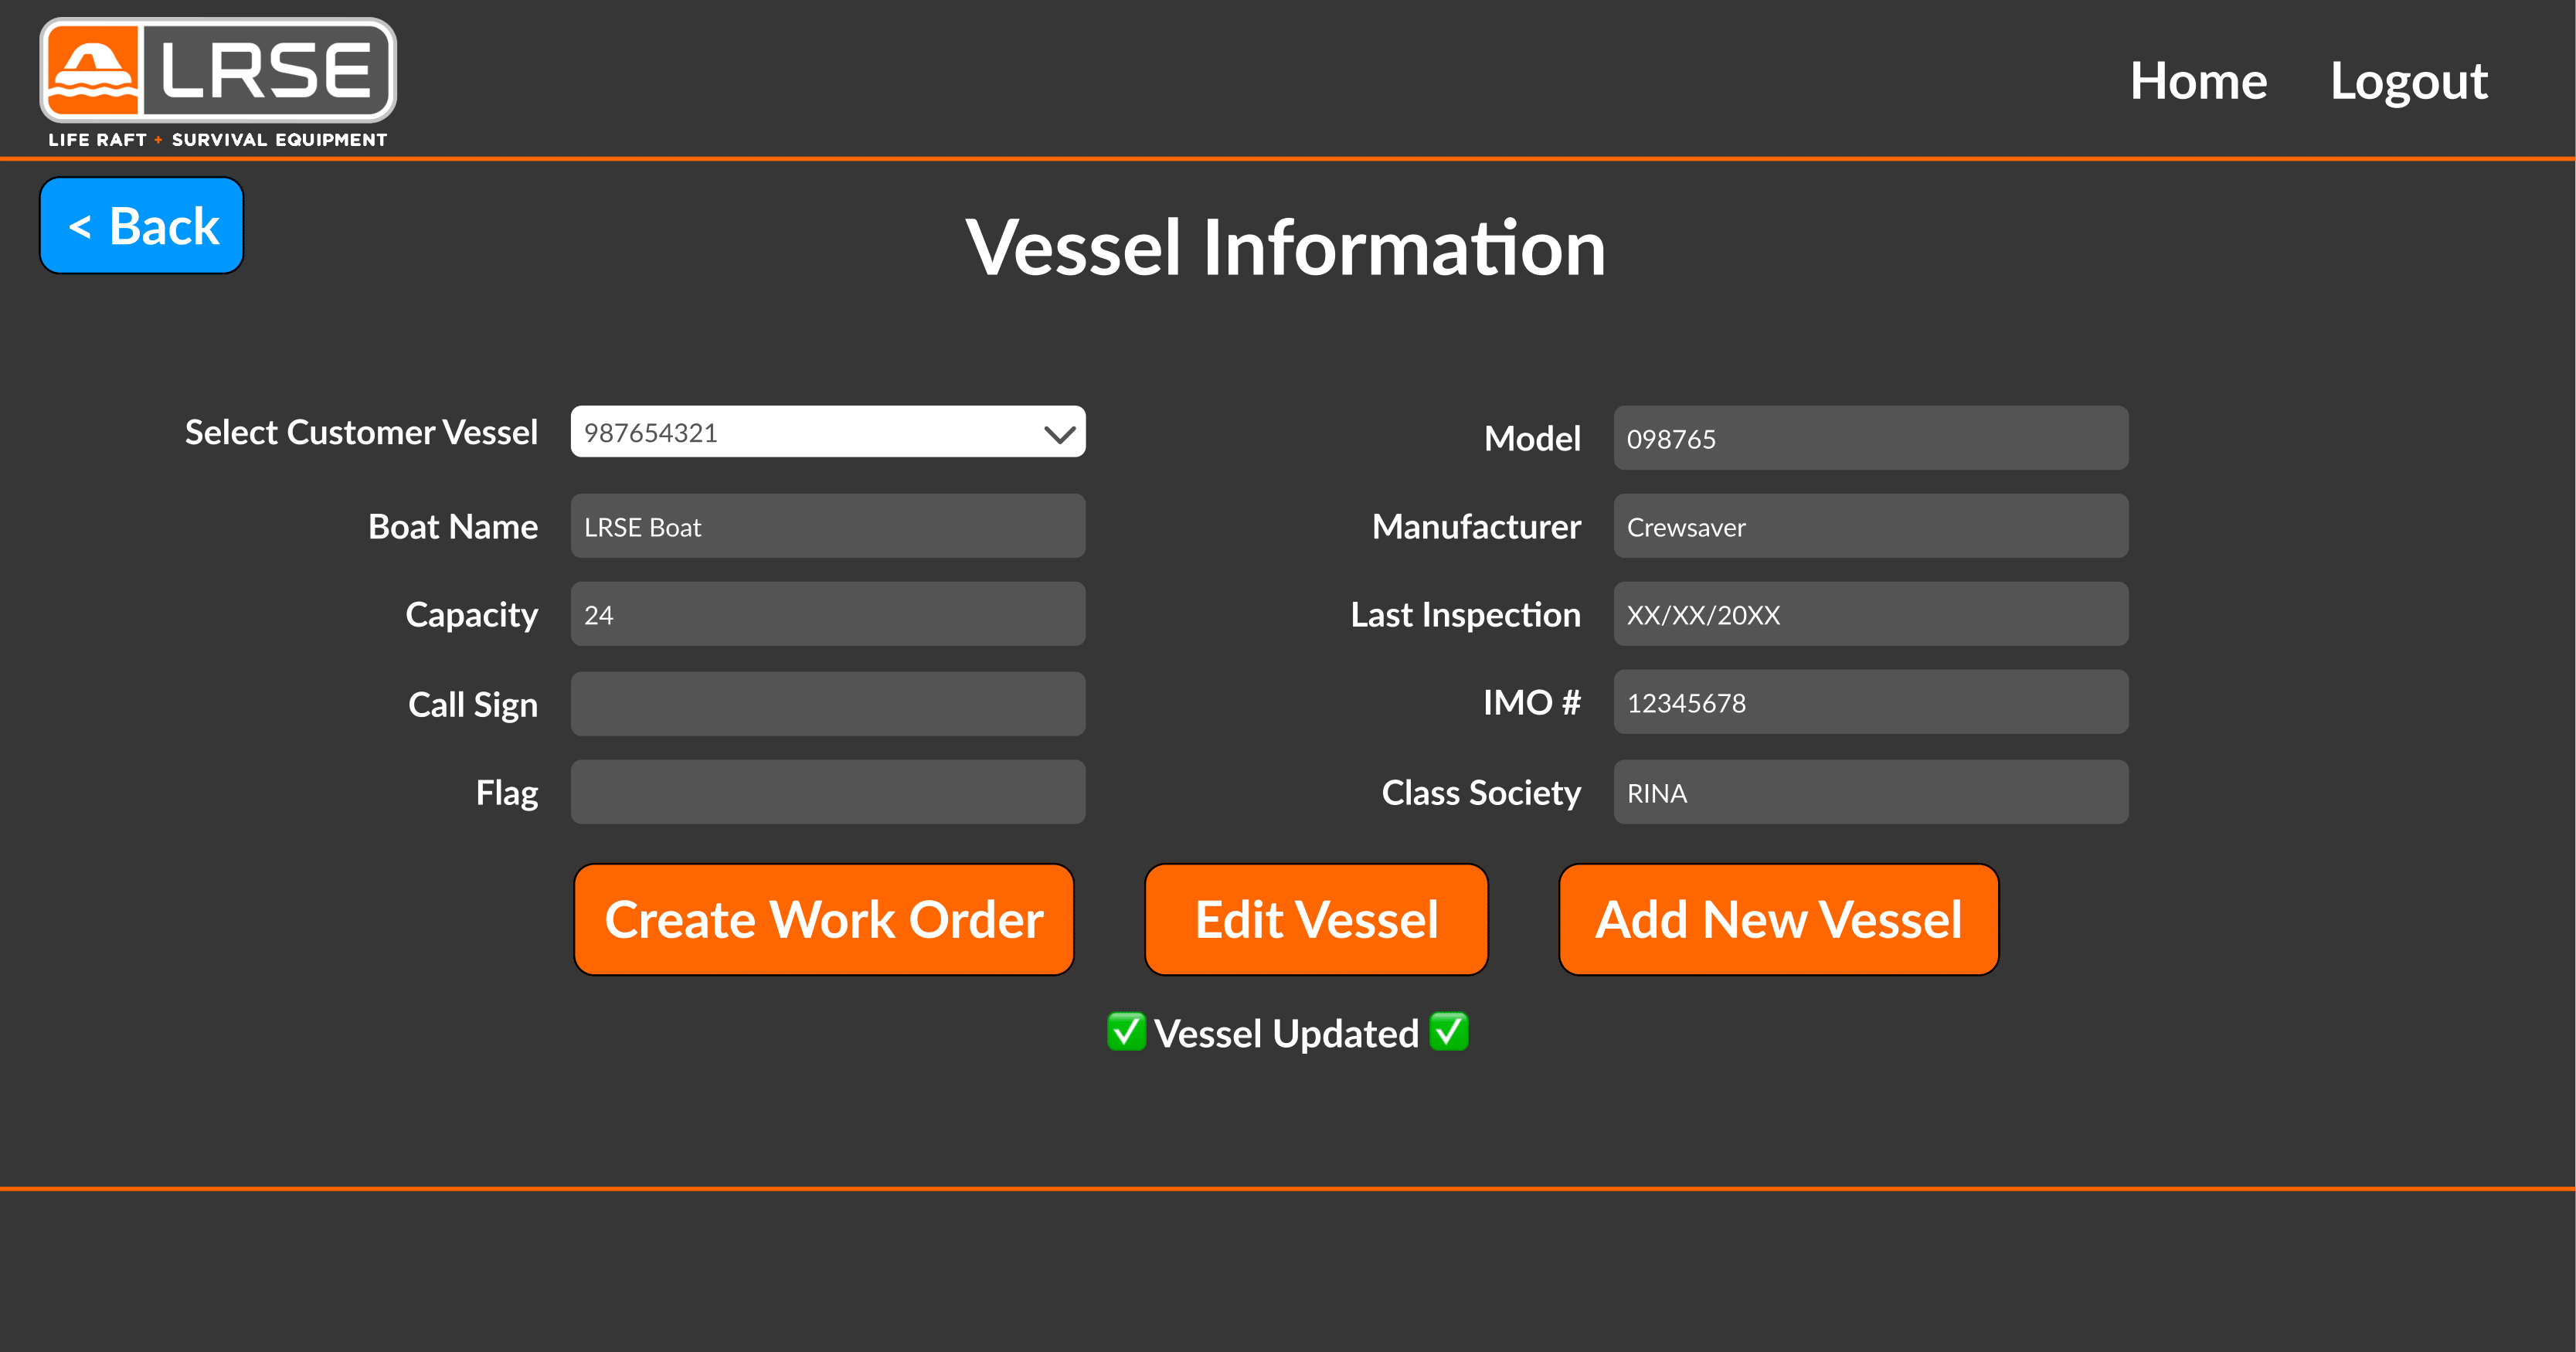 LRSE
LIFE RAFT + SURVIVAL EQUIPMENT
Home Logout
< Back
Vessel Information
Select Customer Vessel 987654321
Model 098765
Boat Name LRSE Boat
Manufacturer Crewsaver
Capacity 24
Last Inspection XX/XX/20XX
Call Sign
IMO # 12345678
Flag
Class Society RINA
Create Work Order
Edit Vessel
Add New Vessel
✅ Vessel Updated ✅